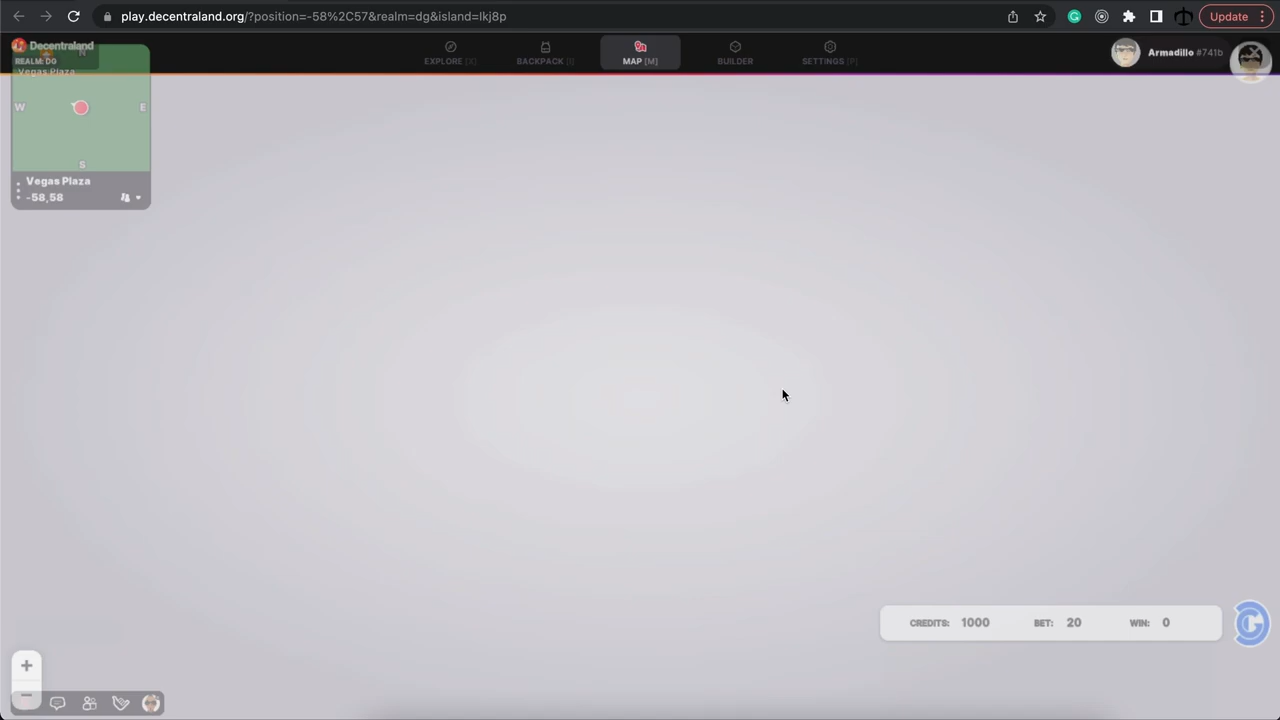 play.decentraland.org/?position=-58%2C57&realm=dg&island=lkj8p
Update
Decentraland
REALM: DG
EXPLORE [X]
BACKPACK [I]
MAP [M]
BUILDER
SETTINGS [P]
Armadillo #741b
N
Vegas Plaza
W
E
S
Vegas Plaza
-58,58
CREDITS: 1000
BET: 20
WIN: 0